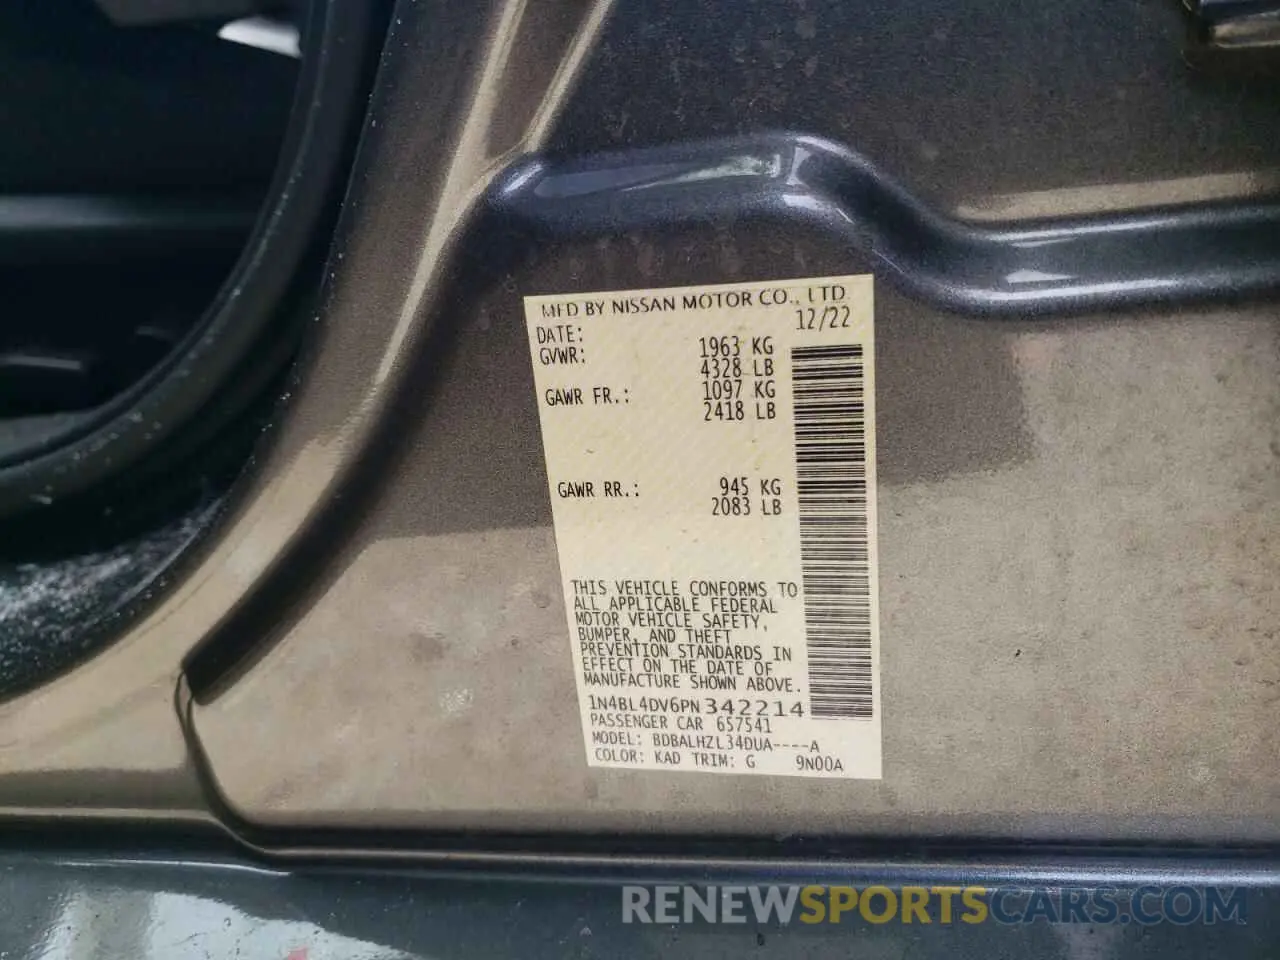 MFD BY NISSAN MOTOR CO., LTD
DATE: 12/22
GVWR: 1963 KG
4328 LB
GAWR FR.: 1097 KG
2418 LB
GAWR RR.: 945 KG
2083 LB
THIS VEHICLE CONFORMS TO
ALL APPLICABLE FEDERAL
MOTOR VEHICLE SAFETY,
BUMPER, AND THEFT
PREVENTION STANDARDS IN
EFFECT ON THE DATE OF
MANUFACTURE SHOWN ABOVE.
1N4BL4DV6PN342214
PASSENGER CAR 657541
MODEL: BDBALHZL34DUA----A
COLOR: KAD TRIM: G 9N00A
RENEWSPORTSCARS.COM